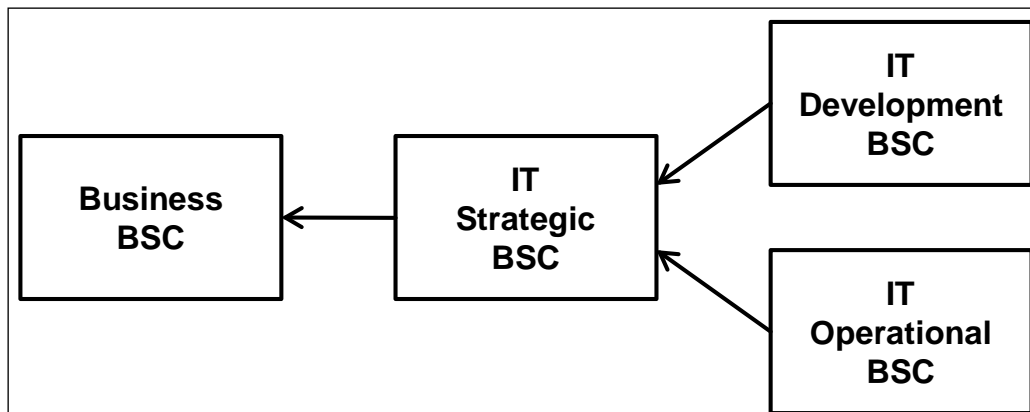 Business
BSC
IT
Strategic
BSC
IT
Development
BSC
IT
Operational
BSC